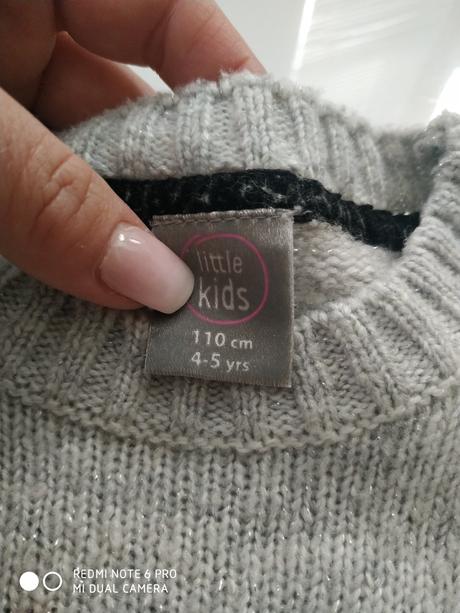 little
kids
110 cm
4-5 yrs
REDMI NOTE 6 PRO
MI DUAL CAMERA